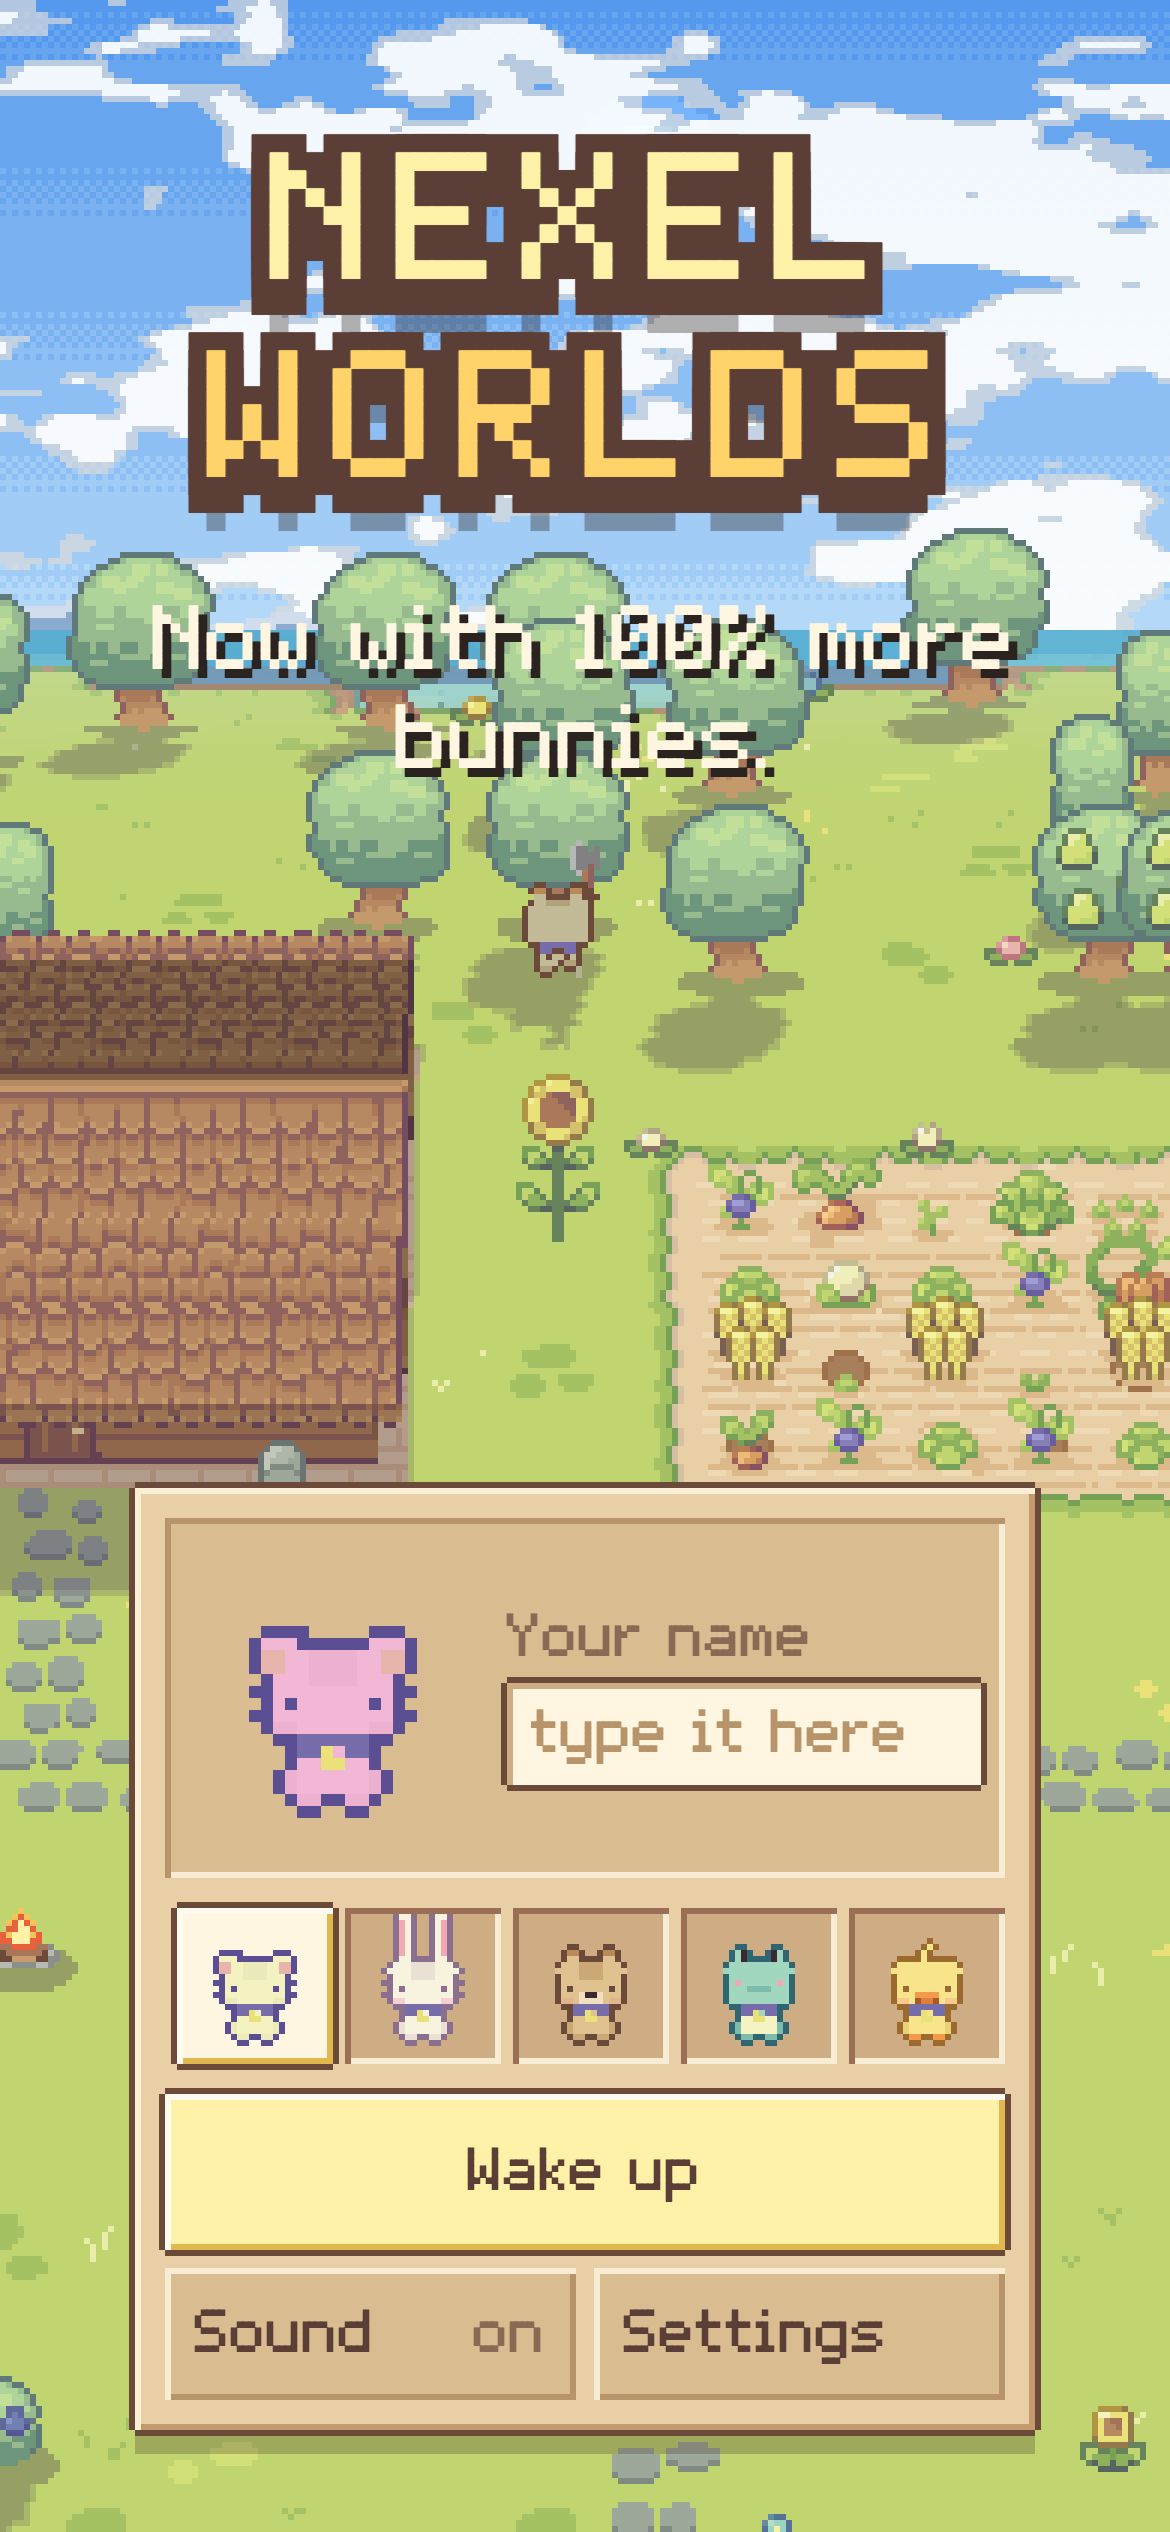 NEXEL
WORLDS
Now with 100% more
bunnies.
Your name
type it here
Wake up
Sound on
Settings